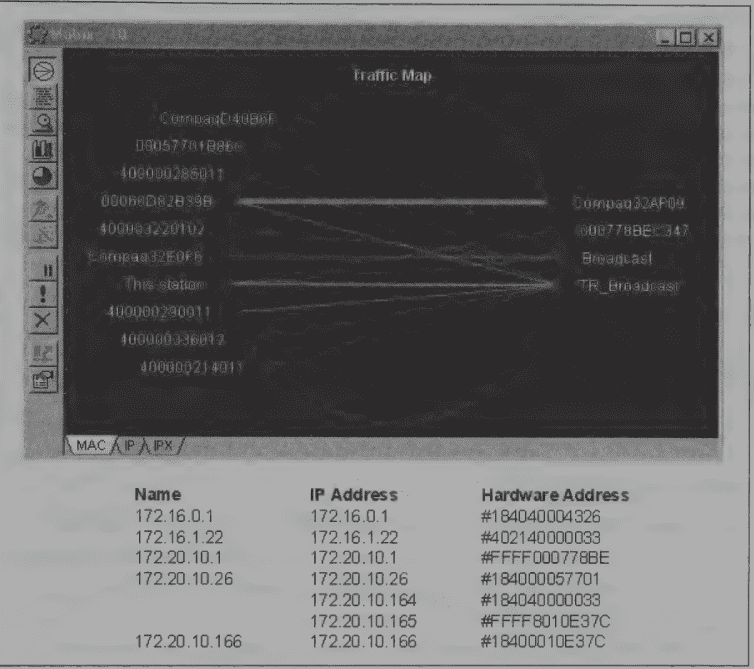 Matrix: 10
Traffic Map
CompaqD40B6F
00057701B866
400000286011
00060D82B39B
Compaq32AF09
400003220102
000778BEC347
Compaq32E0F6
Broadcast
This station
TR_Broadcast
400000290011
400000336012
400000214011
MAC IP IPX
Name IP Address Hardware Address
172.16.0.1 172.16.0.1 #184040004326
172.16.1.22 172.16.1.22 #402140000033
172.20.10.1 172.20.10.1 #FFFF000778BE
172.20.10.26 172.20.10.26 #184000057701
172.20.10.164 #184040000033
172.20.10.165 #FFFF8010E37C
172.20.10.166 172.20.10.166 #18400010E37C